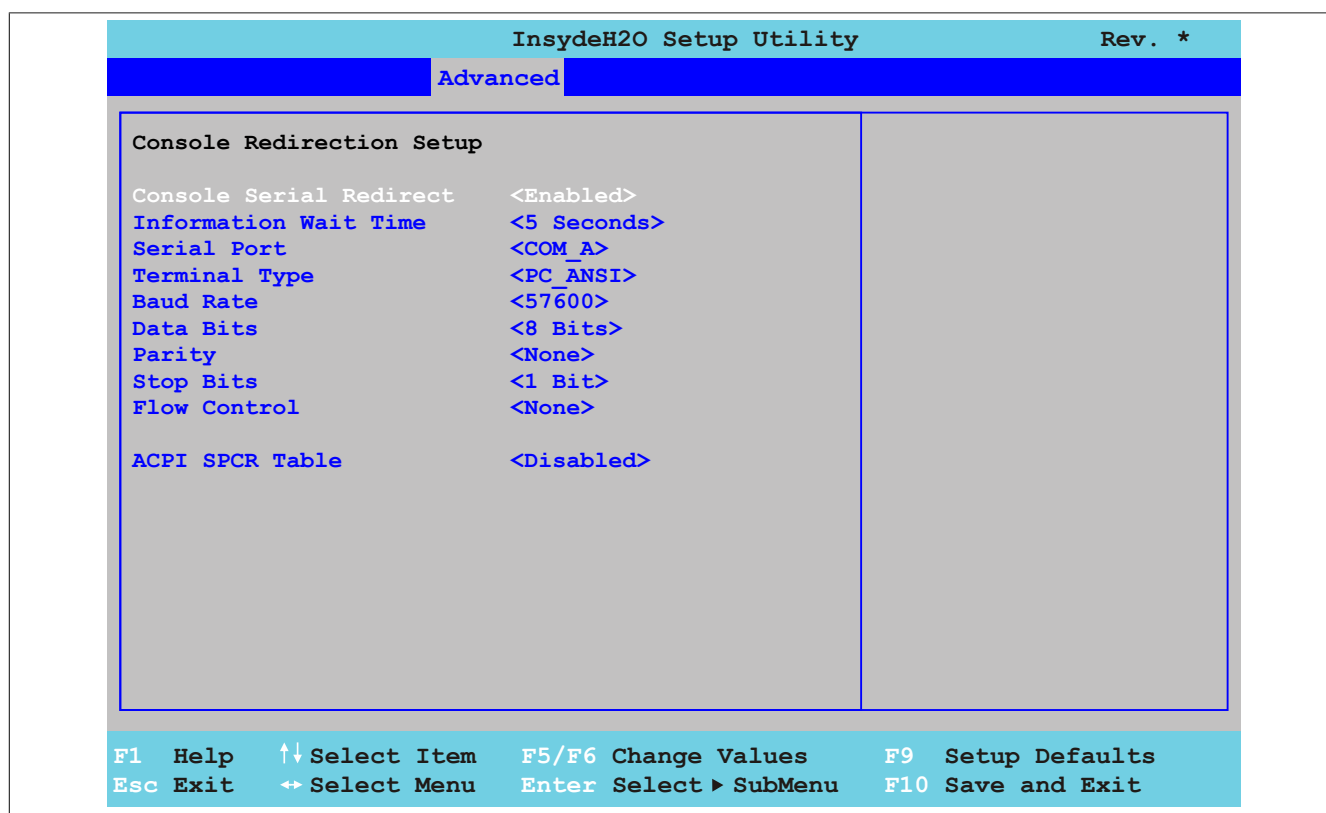 InsydeH2O Setup Utility Rev. *
Advanced
Console Redirection Setup
Console Serial Redirect <Enabled>
Information Wait Time <5 Seconds>
Serial Port <COM_A>
Terminal Type <PC_ANSI>
Baud Rate <57600>
Data Bits <8 Bits>
Parity <None>
Stop Bits <1 Bit>
Flow Control <None>
ACPI SPCR Table <Disabled>
F1 Help ↑↓ Select Item F5/F6 Change Values F9 Setup Defaults
Esc Exit ↔ Select Menu Enter Select ▶ SubMenu F10 Save and Exit